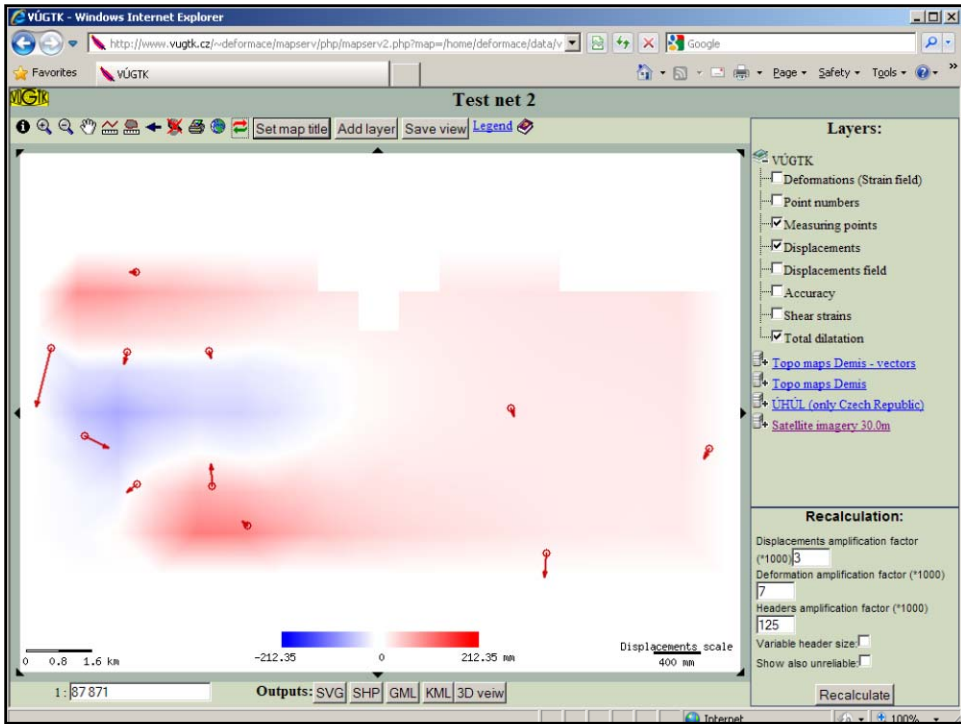 VÚGTK - Windows Internet Explorer
http://www.vugtk.cz/~deformace/mapserv/php/mapserv2.php?map=/home/deformace/data/v
Google
Favorites
VÚGTK
Page
Safety
Tools
VÚGTK
Test net 2
Set map title
Add layer
Save view
Legend
Layers:
VÚGTK
Deformations (Strain field)
Point numbers
Measuring points
Displacements
Displacements field
Accuracy
Shear strains
Total dilatation
Topo maps Demis - vectors
Topo maps Demis
ÚHÚL (only Czech Republic)
Satellite imagery 30.0m
Recalculation:
Displacements amplification factor
(*1000) 3
Deformation amplification factor (*1000)
7
Headers amplification factor (*1000)
125
Variable header size:
Show also unreliable:
Recalculate
0 0.8 1.6 km
-212.35 0 212.35 mm
Displacements scale
400 mm
1: 87871
Outputs: SVG SHP GML KML 3D veiw
Internet
100%